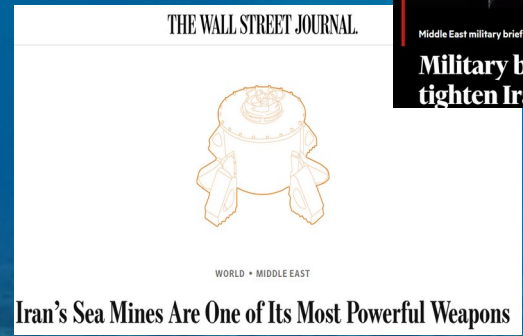 THE WALL STREET JOURNAL.
Middle East military brief
Military b
tighten Ir
WORLD • MIDDLE EAST
Iran's Sea Mines Are One of Its Most Powerful Weapons